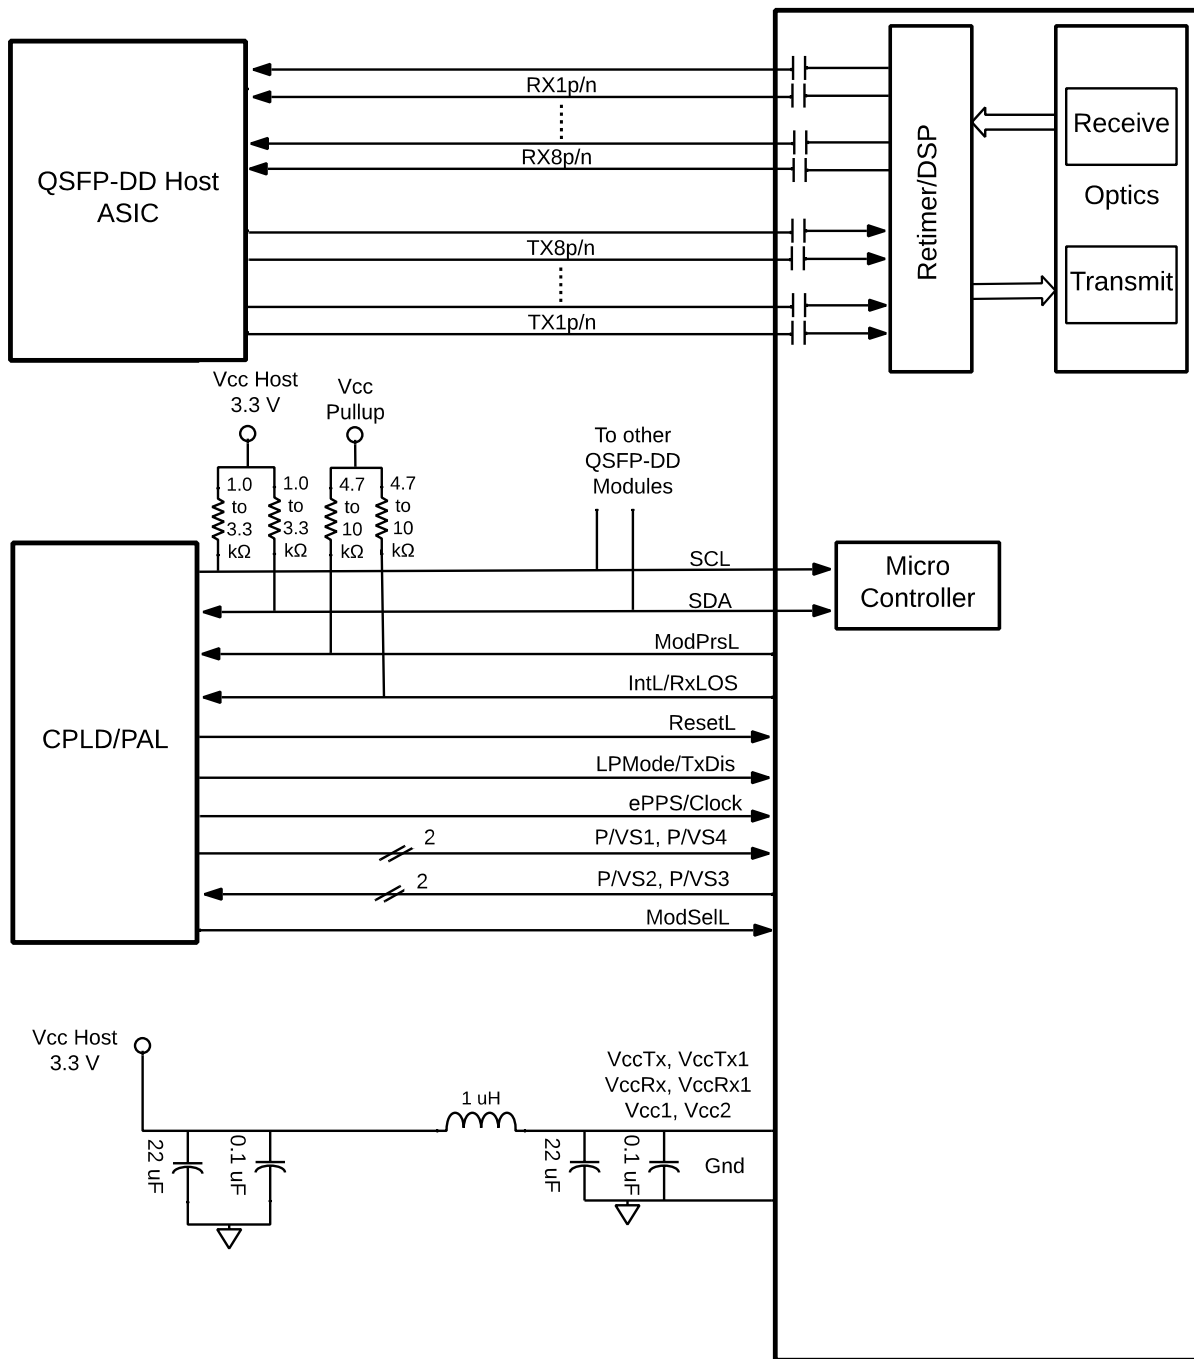 QSFP-DD Host
ASIC
RX1p/n
RX8p/n
TX8p/n
TX1p/n
Retimer/DSP
Receive
Optics
Transmit
Vcc Host
3.3 V
Vcc
Pullup
1.0
to
3.3
kΩ
1.0
to
3.3
kΩ
4.7
to
10
kΩ
4.7
to
10
kΩ
To other
QSFP-DD
Modules
CPLD/PAL
SCL
SDA
ModPrsL
IntL/RxLOS
ResetL
LPMode/TxDis
ePPS/Clock
2
P/VS1, P/VS4
2
P/VS2, P/VS3
ModSelL
Micro
Controller
Vcc Host
3.3 V
22 uF
0.1 uF
1 uH
VccTx, VccTx1
VccRx, VccRx1
Vcc1, Vcc2
22 uF
0.1 uF
Gnd